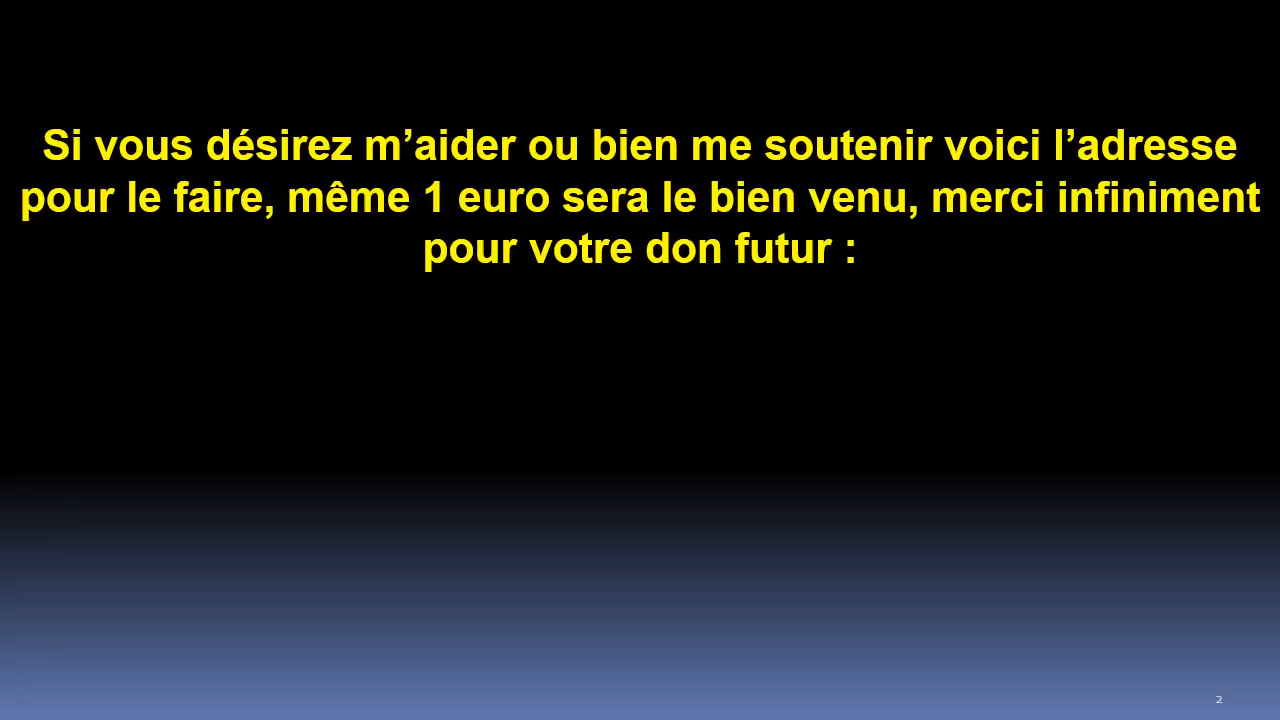 Si vous désirez m’aider ou bien me soutenir voici l’adresse
pour le faire, même 1 euro sera le bien venu, merci infiniment
pour votre don futur :
2